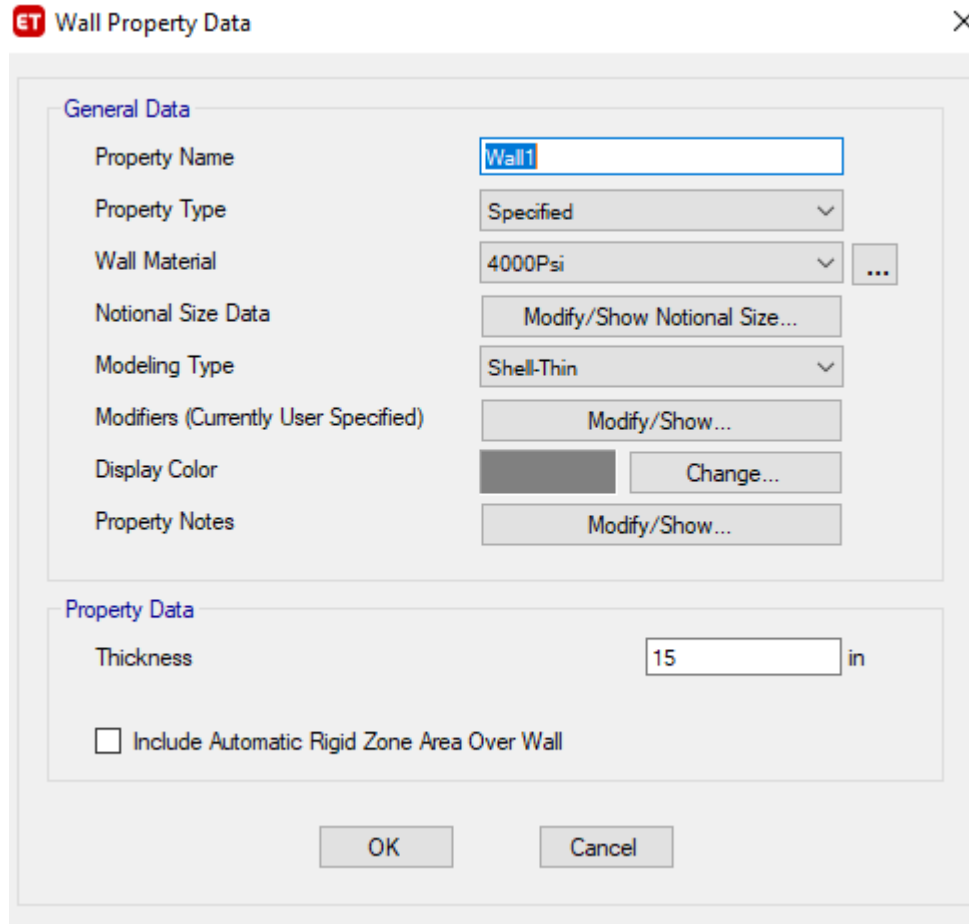 ET Wall Property Data
General Data
Property Name Wall1
Property Type Specified
Wall Material 4000Psi ...
Notional Size Data Modify/Show Notional Size...
Modeling Type Shell-Thin
Modifiers (Currently User Specified) Modify/Show...
Display Color Change...
Property Notes Modify/Show...
Property Data
Thickness 15 in
Include Automatic Rigid Zone Area Over Wall
OK Cancel